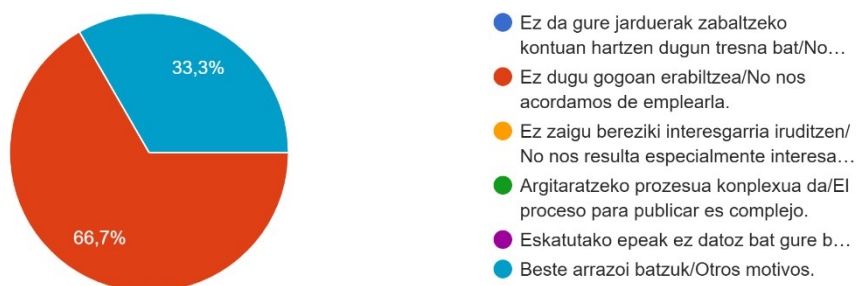 33,3%
66,7%
Ez da gure jarduerak zabaltzeko
kontuan hartzen dugun tresna bat/No…
Ez dugu gogoan erabiltzea/No nos
acordamos de emplearla.
Ez zaigu bereziki interesgarria iruditzen/
No nos resulta especialmente interesa…
Argitaratzeko prozesua konplexua da/El
proceso para publicar es complejo.
Eskatutako epeak ez datoz bat gure b…
Beste arrazoi batzuk/Otros motivos.